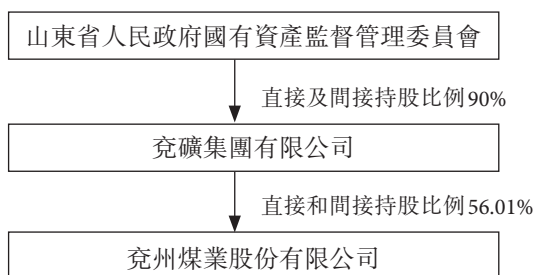 山東省人民政府國有資產監督管理委員會
直接及間接持股比例90%
兗礦集團有限公司
直接和間接持股比例56.01%
兗州煤業股份有限公司